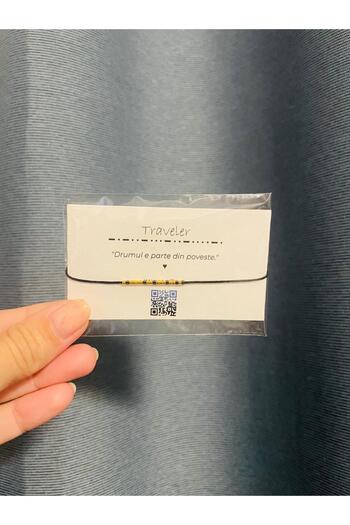 Traveler
"Drumul e parte din poveste."